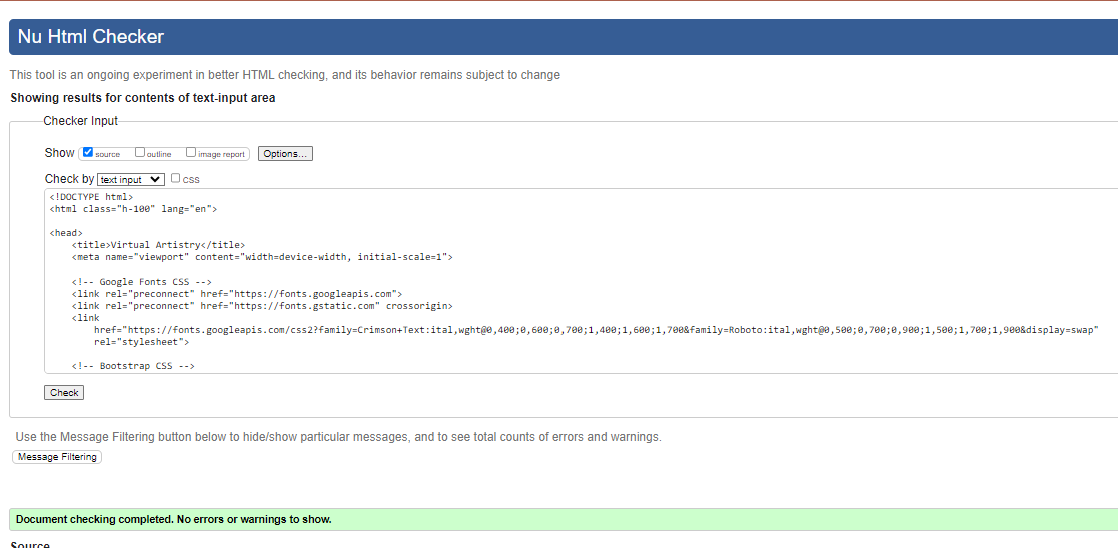 Nu Html Checker
This tool is an ongoing experiment in better HTML checking, and its behavior remains subject to change
Showing results for contents of text-input area
Checker Input
Show source outline image report Options...
Check by text input css
<!DOCTYPE html>
<html class="h-100" lang="en">
<head>
<title>Virtual Artistry</title>
<meta name="viewport" content="width=device-width, initial-scale=1">
<!-- Google Fonts CSS -->
<link rel="preconnect" href="https://fonts.googleapis.com">
<link rel="preconnect" href="https://fonts.gstatic.com" crossorigin>
<link
href="https://fonts.googleapis.com/css2?family=Crimson+Text:ital,wght@0,400;0,600;0,700;1,400;1,600;1,700&family=Roboto:ital,wght@0,500;0,700;0,900;1,500;1,700;1,900&display=swap"
rel="stylesheet">
<!-- Bootstrap CSS -->
Check
Use the Message Filtering button below to hide/show particular messages, and to see total counts of errors and warnings.
Message Filtering
Document checking completed. No errors or warnings to show.
Source